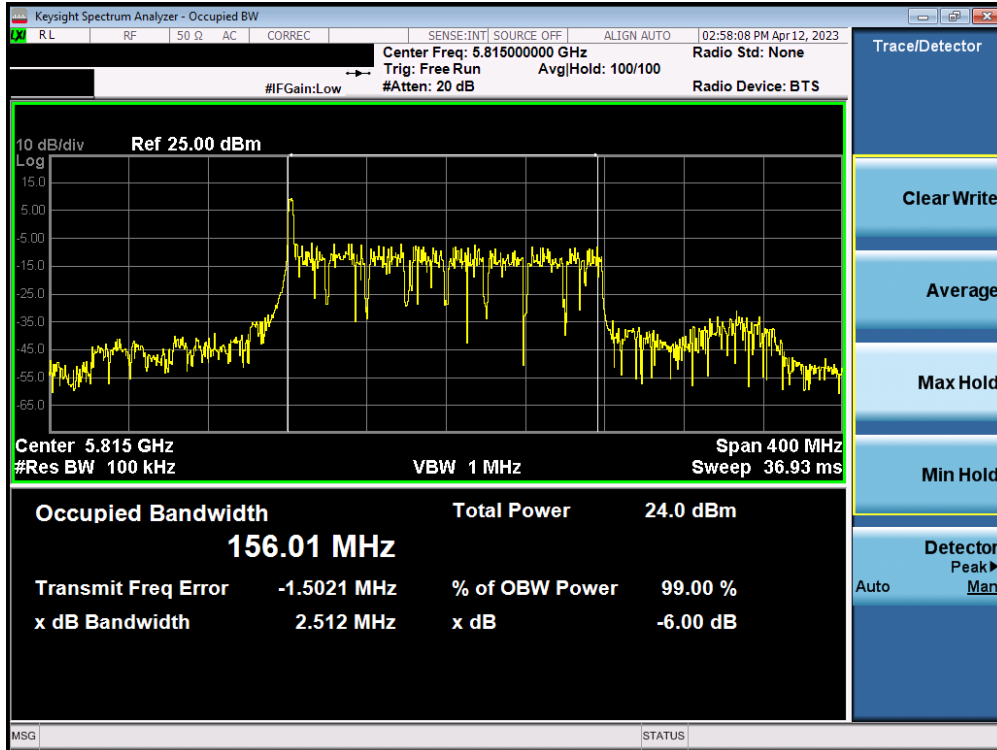 Keysight Spectrum Analyzer - Occupied BW
LXI RL RF 50 Ω AC CORREC SENSE:INT SOURCE OFF ALIGN AUTO 02:58:08 PM Apr 12, 2023
Center Freq: 5.815000000 GHz Radio Std: None
Trig: Free Run Avg|Hold: 100/100
#IFGain:Low #Atten: 20 dB Radio Device: BTS
Trace/Detector
10 dB/div Ref 25.00 dBm
Log
15.0
5.00
-5.00
-15.0
-25.0
-35.0
-45.0
-55.0
-65.0
Center 5.815 GHz Span 400 MHz
#Res BW 100 kHz VBW 1 MHz Sweep 36.93 ms
Occupied Bandwidth Total Power 24.0 dBm
156.01 MHz
Transmit Freq Error -1.5021 MHz % of OBW Power 99.00 %
x dB Bandwidth 2.512 MHz x dB -6.00 dB
Clear Write
Average
Max Hold
Min Hold
Detector
Peak▶
Auto Man
MSG STATUS